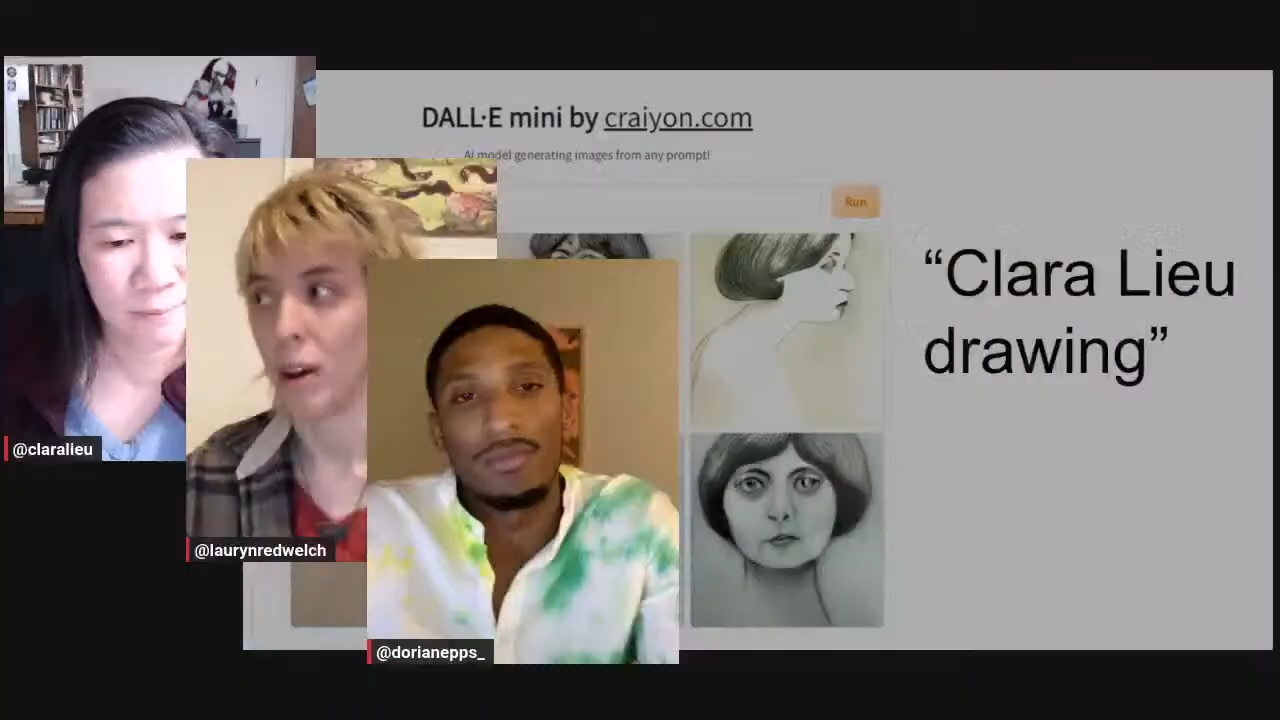 DALL·E mini by craiyon.com
AI model generating images from any prompt!
Run
“Clara Lieu
drawing”
@claralieu
@laurynredwelch
@dorianepps_